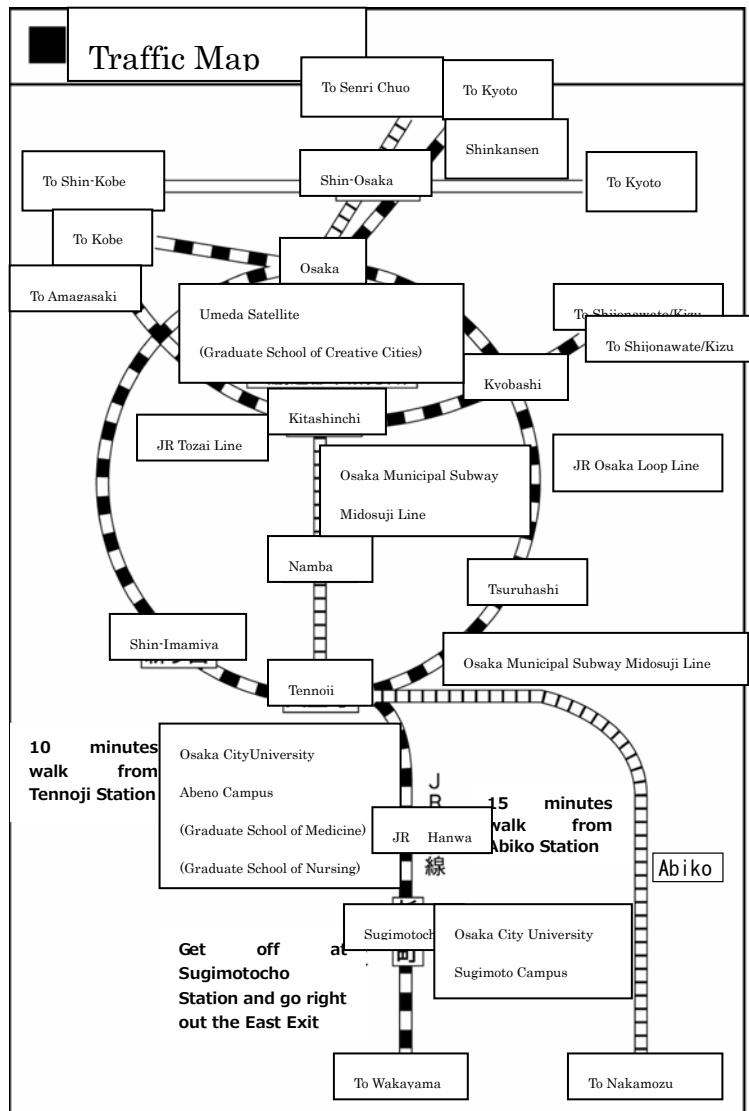 Traffic Map
To Senri Chuo
To Kyoto
Shinkansen
To Shin-Kobe
Shin-Osaka
To Kyoto
To Kobe
Osaka
To Amagasaki
Umeda Satellite
(Graduate School of Creative Cities)
To Shijonawate/Kizu
To Shijonawate/Kizu
Kyobashi
Kitashinchi
JR Tozai Line
Osaka Municipal Subway
Midosuji Line
JR Osaka Loop Line
Namba
Tsuruhashi
Shin-Imamiya
Osaka Municipal Subway Midosuji Line
Tennoji
10 minutes
walk from
Tennoji Station
Osaka CityUniversity
Abeno Campus
(Graduate School of Medicine)
(Graduate School of Nursing)
J
R
線
JR Hanwa
15 minutes
walk from
Abiko Station
Abiko
Sugimotoch
町
Osaka City University
Sugimoto Campus
Get off at
Sugimotocho
Station and go right
out the East Exit
To Wakayama
To Nakamozu